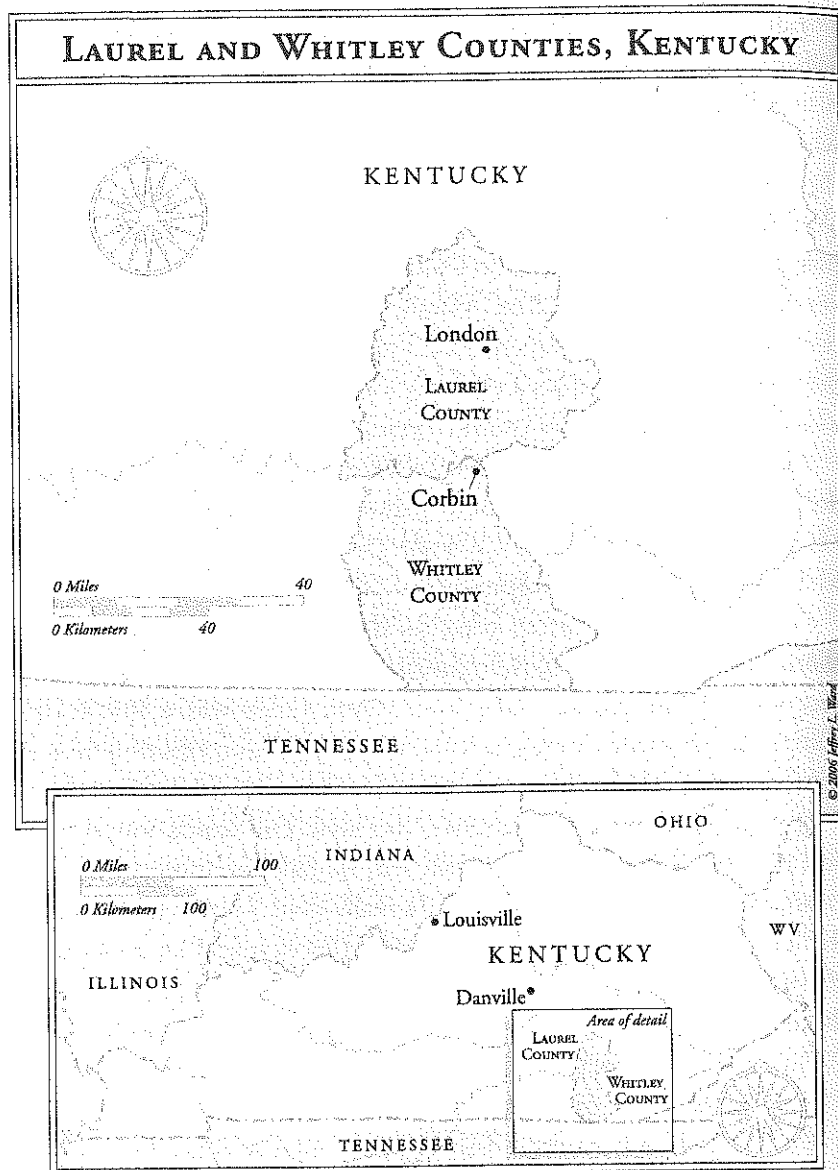 LAUREL AND WHITLEY COUNTIES, KENTUCKY
KENTUCKY
London
LAUREL
COUNTY
Corbin
WHITLEY
COUNTY
0 Miles 40
0 Kilometers 40
TENNESSEE
© 2006 Jeffrey L. Ward
OHIO
INDIANA
0 Miles 100
0 Kilometers 100
Louisville
WV
KENTUCKY
ILLINOIS
Danville
Area of detail
LAUREL
COUNTY
WHITLEY
COUNTY
TENNESSEE